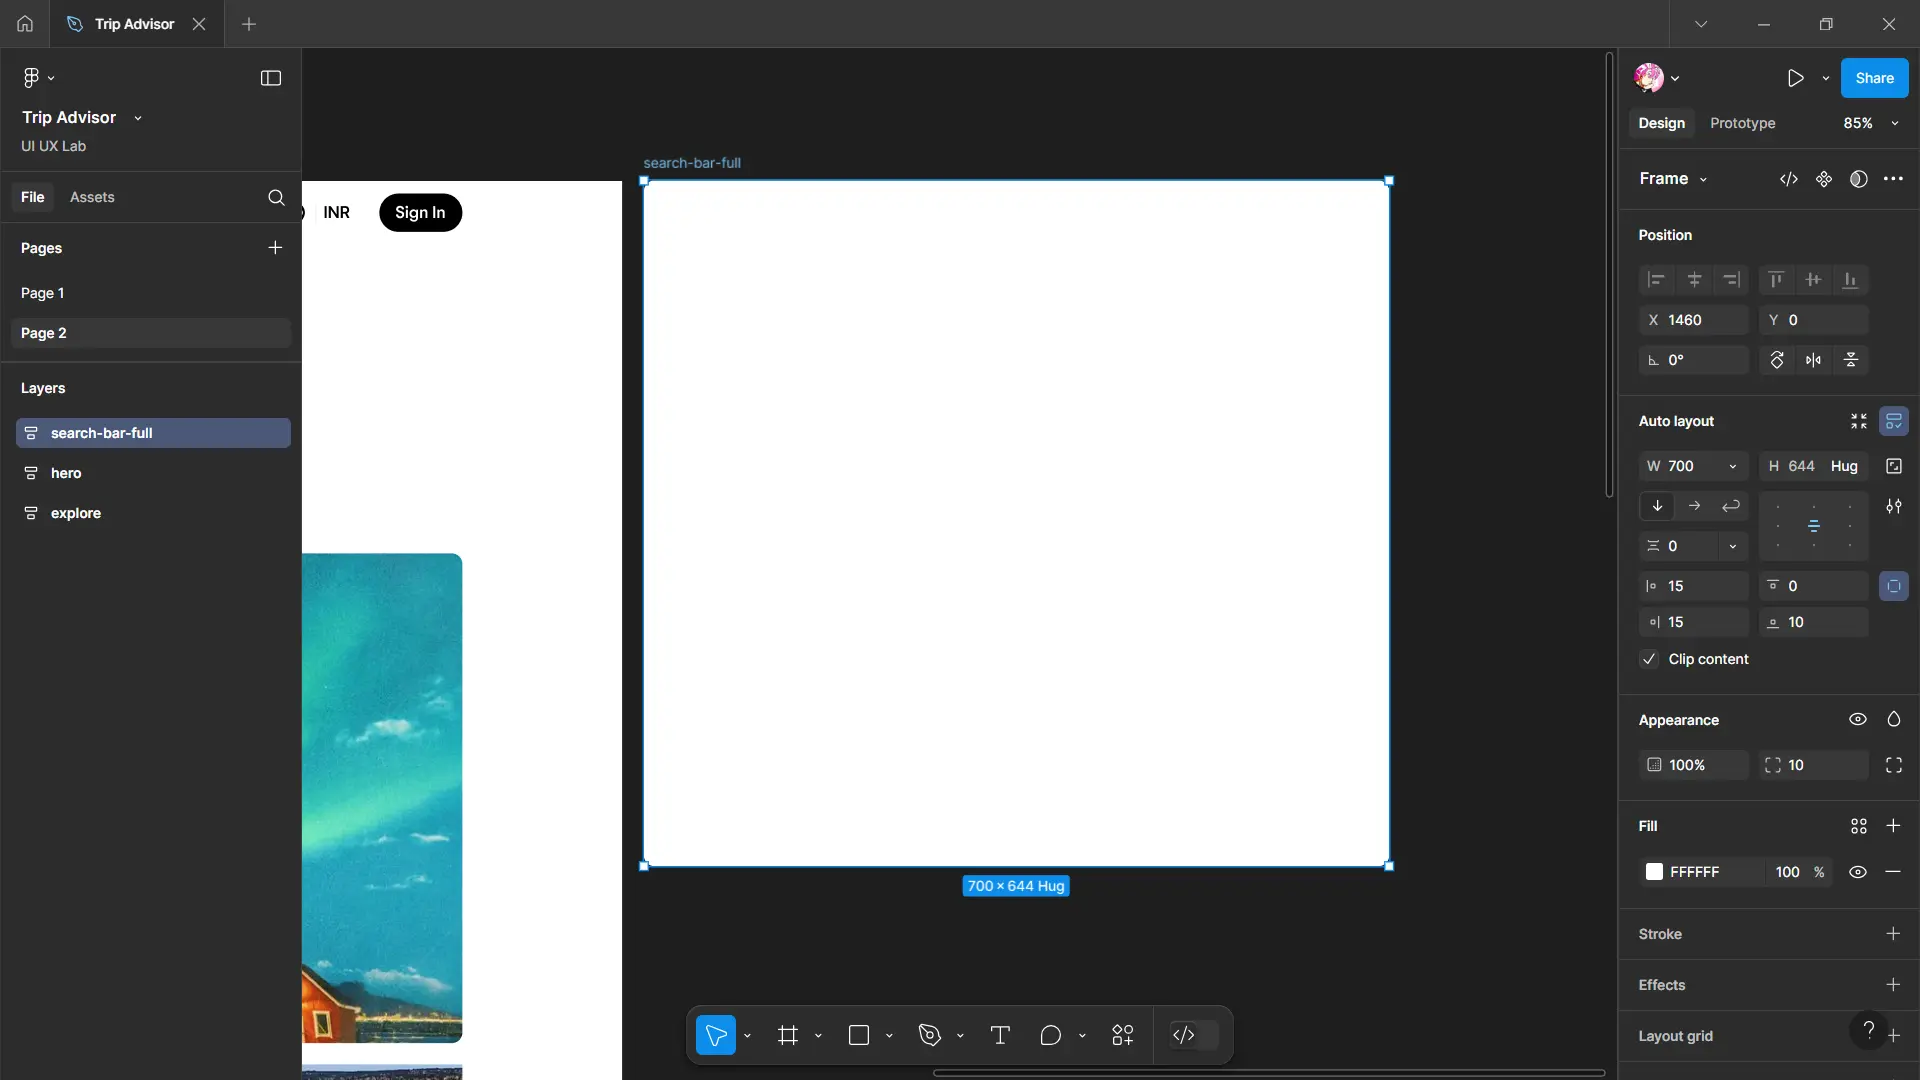 Trip Advisor
Trip Advisor
UI UX Lab
File
Assets
Pages
Page 1
Page 2
Layers
search-bar-full
hero
explore
INR
Sign In
search-bar-full
700 × 644 Hug
Share
Design
Prototype
85%
Frame
Position
X 1460
Y 0
0°
Auto layout
W 700
H 644 Hug
0
15
0
15
10
Clip content
Appearance
100%
10
Fill
FFFFFF
100 %
Stroke
Effects
Layout grid
?